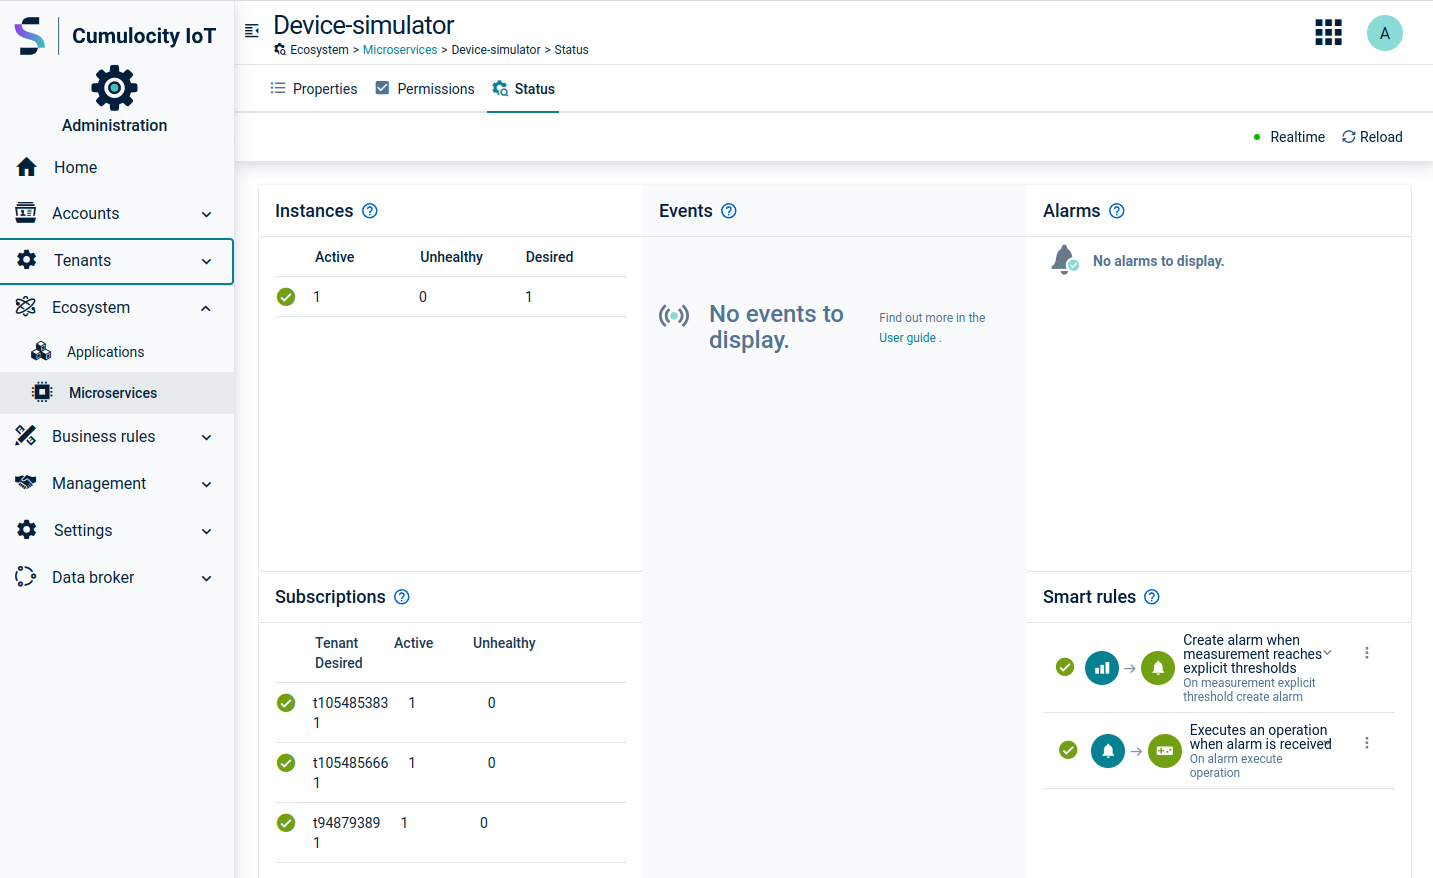 Cumulocity IoT
Administration
Home
Accounts
Tenants
Ecosystem
Applications
Microservices
Business rules
Management
Settings
Data broker
Device-simulator
Ecosystem > Microservices > Device-simulator > Status
A
Properties
Permissions
Status
Realtime
Reload
Instances
Active Unhealthy Desired
1 0 1
Events
No events to
display.
Find out more in the
User guide .
Alarms
No alarms to display.
Subscriptions
Tenant Active Unhealthy
Desired
t105485383 1 0
1
t105485666 1 0
1
t94879389 1 0
1
Smart rules
Create alarm when
measurement reaches
explicit thresholds
On measurement explicit
threshold create alarm
Executes an operation
when alarm is received
On alarm execute
operation